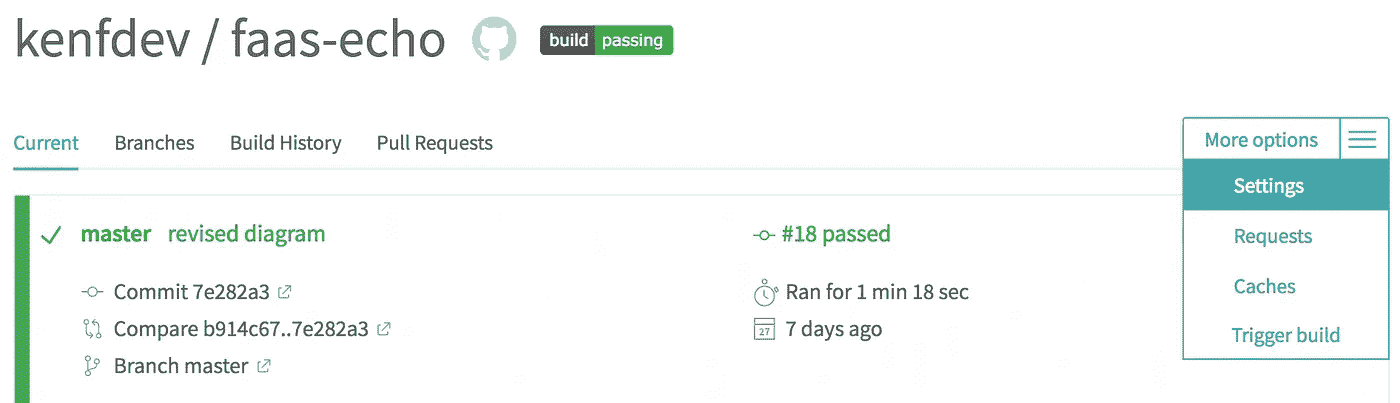 kenfdev / faas-echo build passing
Current Branches Build History Pull Requests
More options
Settings
Requests
Caches
Trigger build
master revised diagram
#18 passed
Commit 7e282a3
Compare b914c67..7e282a3
Branch master
Ran for 1 min 18 sec
27 7 days ago